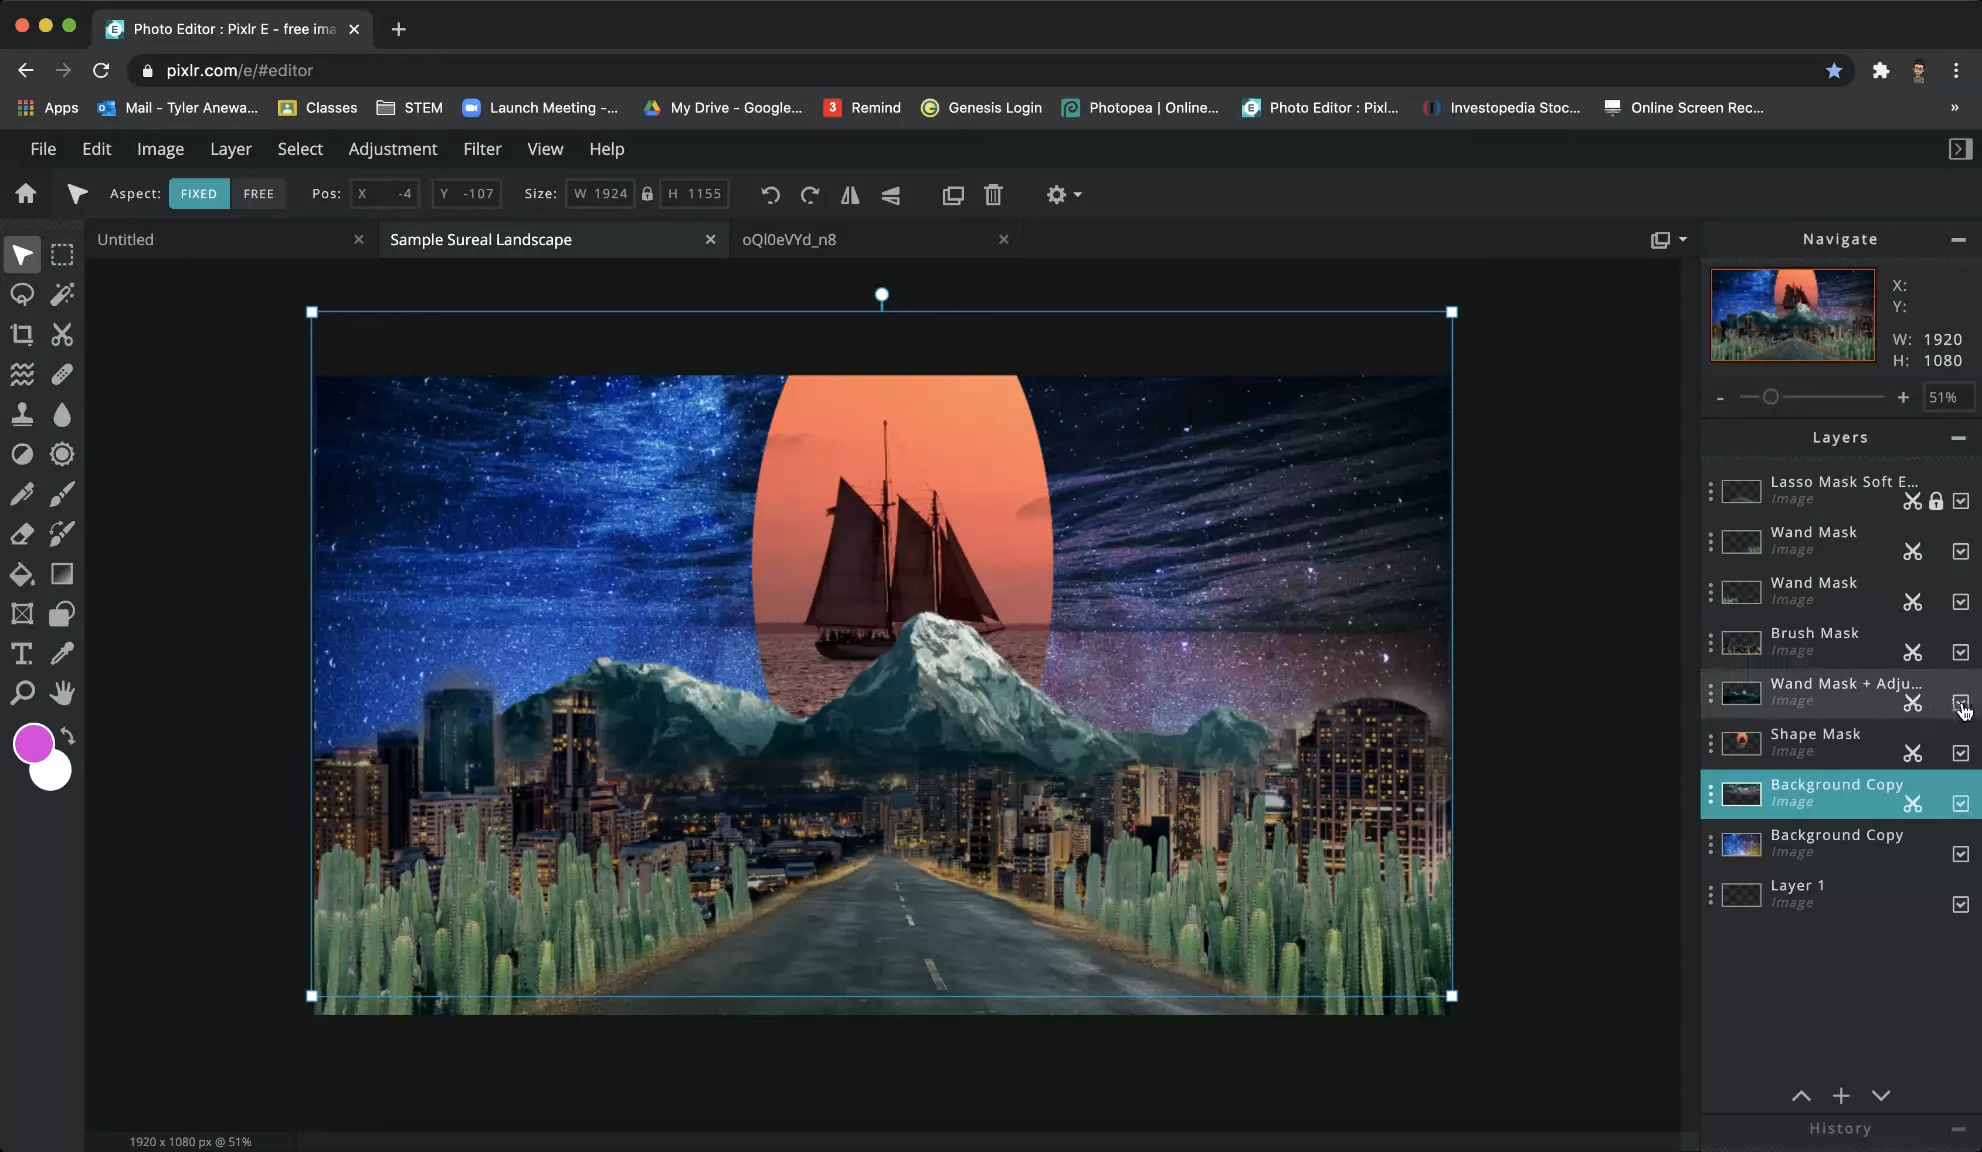 Photo Editor : Pixlr E - free ima
pixlr.com/e/#editor
Apps Mail - Tyler Anewa... Classes STEM Launch Meeting -... My Drive - Google... 3 Remind Genesis Login Photopea | Online... Photo Editor : Pixl... Investopedia Stoc... Online Screen Rec... »
File Edit Image Layer Select Adjustment Filter View Help
Aspect: FIXED FREE Pos: X -4 Y -107 Size: W 1924 H 1155
Untitled Sample Sureal Landscape oQl0eVYd_n8
Navigate
X:
Y:
W: 1920
H: 1080
- + 51%
Layers
Lasso Mask Soft E...
Image
Wand Mask
Image
Wand Mask
Image
Brush Mask
Image
Wand Mask + Adju...
Image
Shape Mask
Image
Background Copy
Image
Background Copy
Image
Layer 1
Image
History
1920 x 1080 px @ 51%